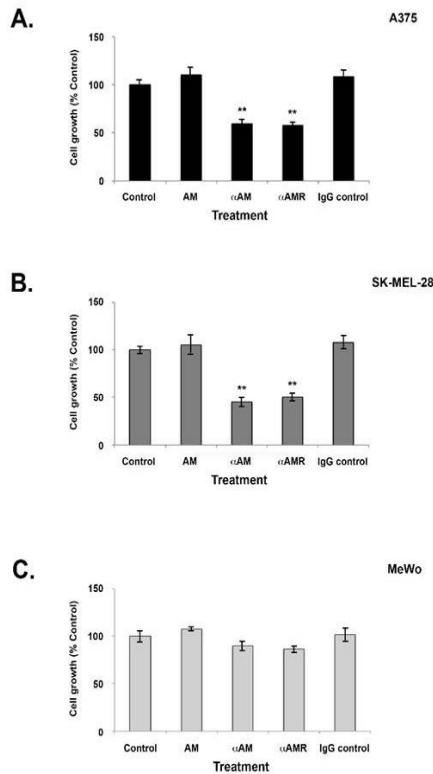 A.
A375
150
100
50
0
Cell growth (% Control)
** **
Control AM αAM αAMR IgG control
Treatment
B.
SK-MEL-28
150
100
50
0
Cell growth (% Control)
** **
Control AM αAM αAMR IgG control
Treatment
C.
MeWo
150
100
50
0
Cell growth (% Control)
Control AM αAM αAMR IgG control
Treatment